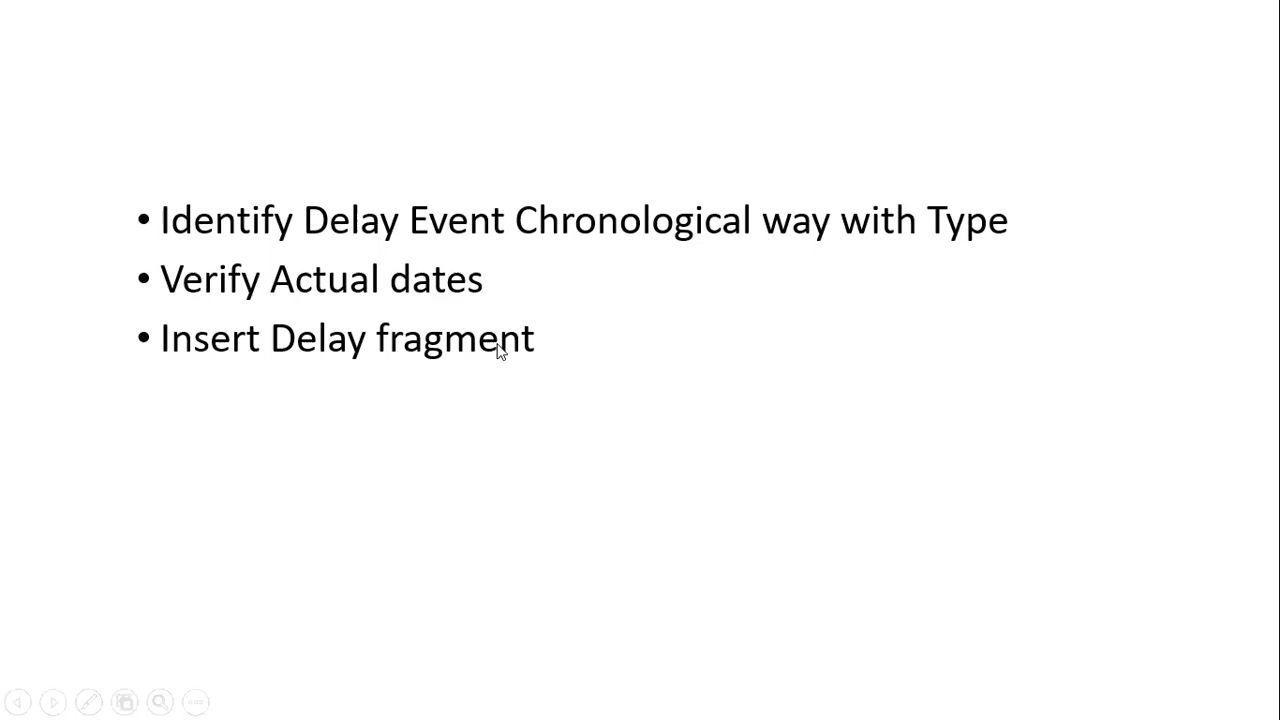 • Identify Delay Event Chronological way with Type
• Verify Actual dates
• Insert Delay fragment